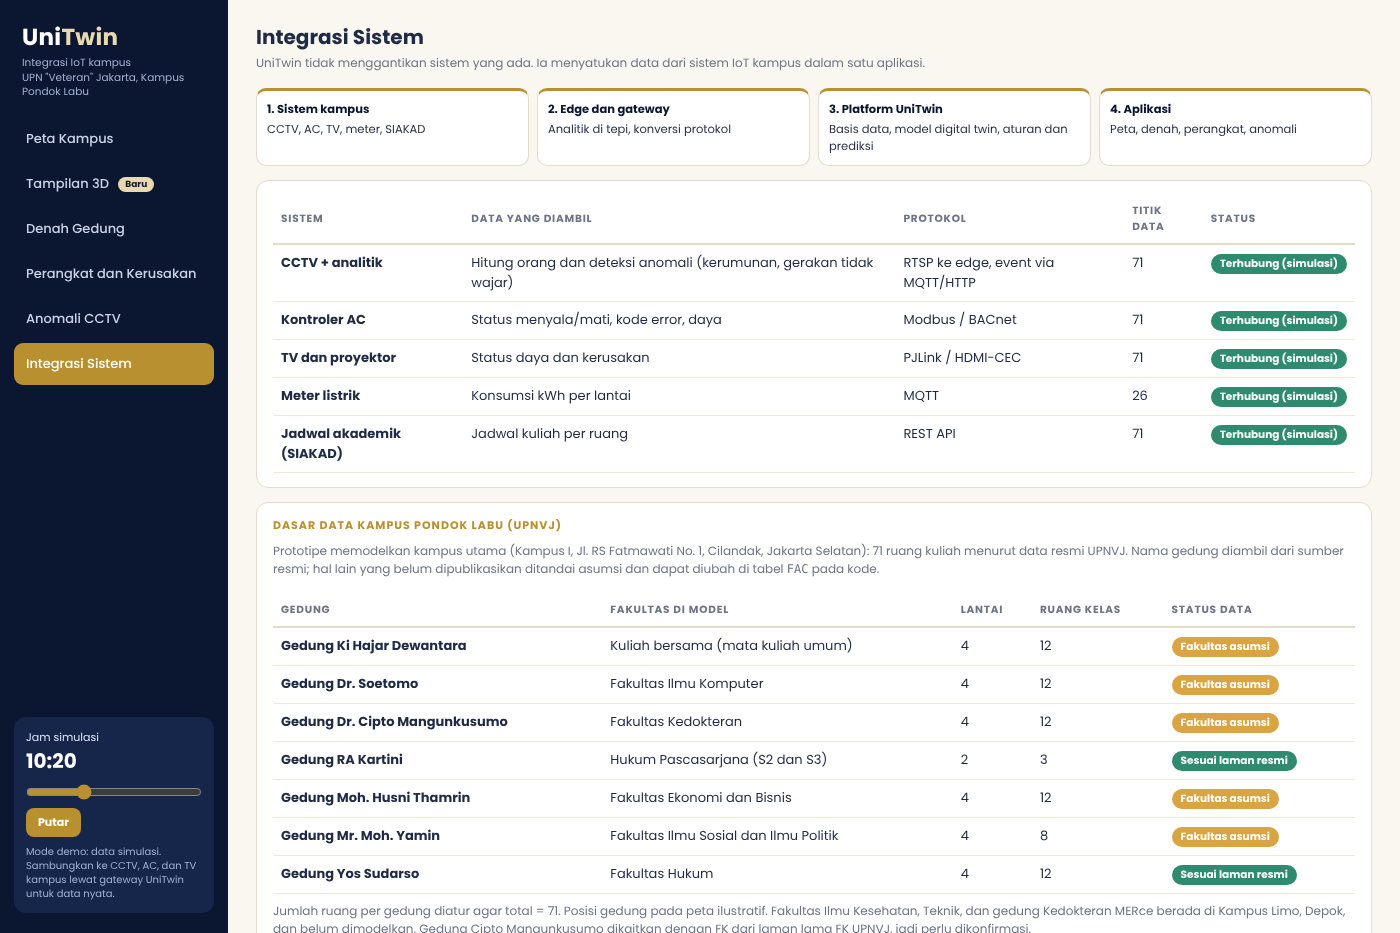 UniTwin
Integrasi IoT kampus
UPN "Veteran" Jakarta, Kampus
Pondok Labu
Peta Kampus
Tampilan 3D Baru
Denah Gedung
Perangkat dan Kerusakan
Anomali CCTV
Integrasi Sistem
Jam simulasi
10:20
Putar
Mode demo: data simulasi.
Sambungkan ke CCTV, AC, dan TV
kampus lewat gateway UniTwin
untuk data nyata.
Integrasi Sistem
UniTwin tidak menggantikan sistem yang ada. Ia menyatukan data dari sistem IoT kampus dalam satu aplikasi.
1. Sistem kampus
CCTV, AC, TV, meter, SIAKAD
2. Edge dan gateway
Analitik di tepi, konversi protokol
3. Platform UniTwin
Basis data, model digital twin, aturan dan
prediksi
4. Aplikasi
Peta, denah, perangkat, anomali
SISTEM DATA YANG DIAMBIL PROTOKOL TITIK DATA STATUS
CCTV + analitik Hitung orang dan deteksi anomali (kerumunan, gerakan tidak wajar) RTSP ke edge, event via MQTT/HTTP 71 Terhubung (simulasi)
Kontroler AC Status menyala/mati, kode error, daya Modbus / BACnet 71 Terhubung (simulasi)
TV dan proyektor Status daya dan kerusakan PJLink / HDMI-CEC 71 Terhubung (simulasi)
Meter listrik Konsumsi kWh per lantai MQTT 26 Terhubung (simulasi)
Jadwal akademik (SIAKAD) Jadwal kuliah per ruang REST API 71 Terhubung (simulasi)
DASAR DATA KAMPUS PONDOK LABU (UPNVJ)
Prototipe memodelkan kampus utama (Kampus I, Jl. RS Fatmawati No. 1, Cilandak, Jakarta Selatan): 71 ruang kuliah menurut data resmi UPNVJ. Nama gedung diambil dari sumber
resmi; hal lain yang belum dipublikasikan ditandai asumsi dan dapat diubah di tabel FAC pada kode.
GEDUNG FAKULTAS DI MODEL LANTAI RUANG KELAS STATUS DATA
Gedung Ki Hajar Dewantara Kuliah bersama (mata kuliah umum) 4 12 Fakultas asumsi
Gedung Dr. Soetomo Fakultas Ilmu Komputer 4 12 Fakultas asumsi
Gedung Dr. Cipto Mangunkusumo Fakultas Kedokteran 4 12 Fakultas asumsi
Gedung RA Kartini Hukum Pascasarjana (S2 dan S3) 2 3 Sesuai laman resmi
Gedung Moh. Husni Thamrin Fakultas Ekonomi dan Bisnis 4 12 Fakultas asumsi
Gedung Mr. Moh. Yamin Fakultas Ilmu Sosial dan Ilmu Politik 4 8 Fakultas asumsi
Gedung Yos Sudarso Fakultas Hukum 4 12 Sesuai laman resmi
Jumlah ruang per gedung diatur agar total = 71. Posisi gedung pada peta ilustratif. Fakultas Ilmu Kesehatan, Teknik, dan gedung Kedokteran MERce berada di Kampus Limo, Depok,
dan belum dimodelkan. Gedung Cipto Mangunkusumo dikaitkan dengan FK dari laman lama FK UPNVJ, jadi perlu dikonfirmasi.